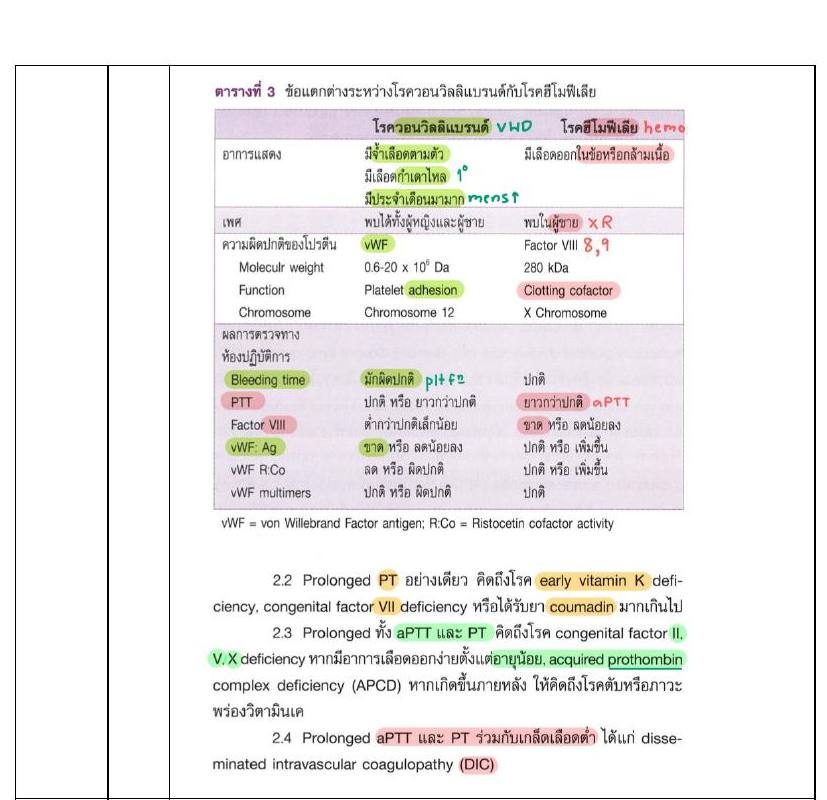 ตารางที่ 3 ข้อแตกต่างระหว่างโรควอนวิลลิแบรนด์กับโรคฮีโมฟีเลีย
โรควอนวิลลิแบรนด์ VWD โรคฮีโมฟีเลีย hemo
อาการแสดง มีจ้ำเลือดตามตัว มีเลือดออกในข้อหรือกล้ามเนื้อ
มีเลือดกำเดาไหล 1°
มีประจำเดือนมามาก mens↑
เพศ พบได้ทั้งผู้หญิงและผู้ชาย พบในผู้ชาย XR
ความผิดปกติของโปรตีน vWF Factor VIII 8,9
Moleculr weight 0.6-20 x 10⁶ Da 280 kDa
Function Platelet adhesion Clotting cofactor
Chromosome Chromosome 12 X Chromosome
ผลการตรวจทาง
ห้องปฏิบัติการ
Bleeding time มักผิดปกติ plt fn ปกติ
PTT ปกติ หรือ ยาวกว่าปกติ ยาวกว่าปกติ aPTT
Factor VIII ต่ำกว่าปกติเล็กน้อย ขาด หรือ ลดน้อยลง
vWF: Ag ขาด หรือ ลดน้อยลง ปกติ หรือ เพิ่มขึ้น
vWF R:Co ลด หรือ ผิดปกติ ปกติ หรือ เพิ่มขึ้น
vWF multimers ปกติ หรือ ผิดปกติ ปกติ
vWF = von Willebrand Factor antigen; R:Co = Ristocetin cofactor activity
2.2 Prolonged PT อย่างเดียว คิดถึงโรค early vitamin K defi-
ciency, congenital factor VII deficiency หรือได้รับยา coumadin มากเกินไป
2.3 Prolonged ทั้ง aPTT และ PT คิดถึงโรค congenital factor II,
V, X deficiency หากมีอาการเลือดออกง่ายตั้งแต่อายุน้อย, acquired prothombin
complex deficiency (APCD) หากเกิดขึ้นภายหลัง ให้คิดถึงโรคตับหรือภาวะ
พร่องวิตามินเค
2.4 Prolonged aPTT และ PT ร่วมกับเกล็ดเลือดต่ำ ได้แก่ disse-
minated intravascular coagulopathy (DIC)